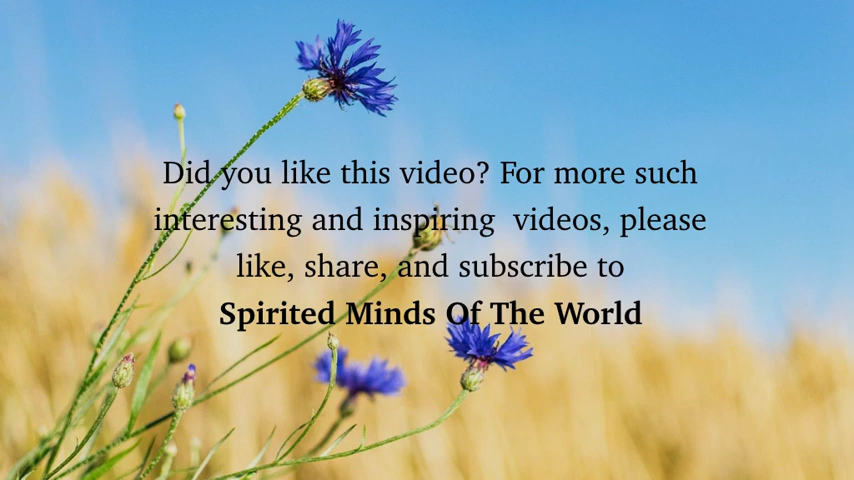 Did you like this video? For more such
interesting and inspiring  videos, please
like, share, and subscribe to
Spirited Minds Of The World